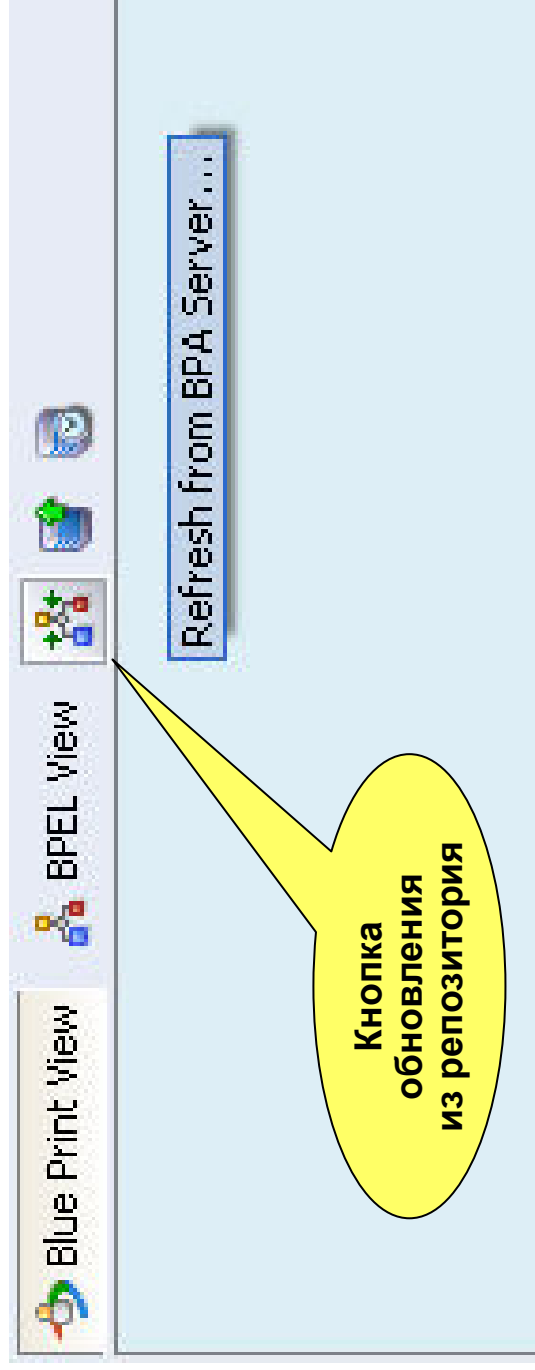 Blue Print View BPEL View
Refresh from BPA Server...
Кнопка
обновления
из репозитория